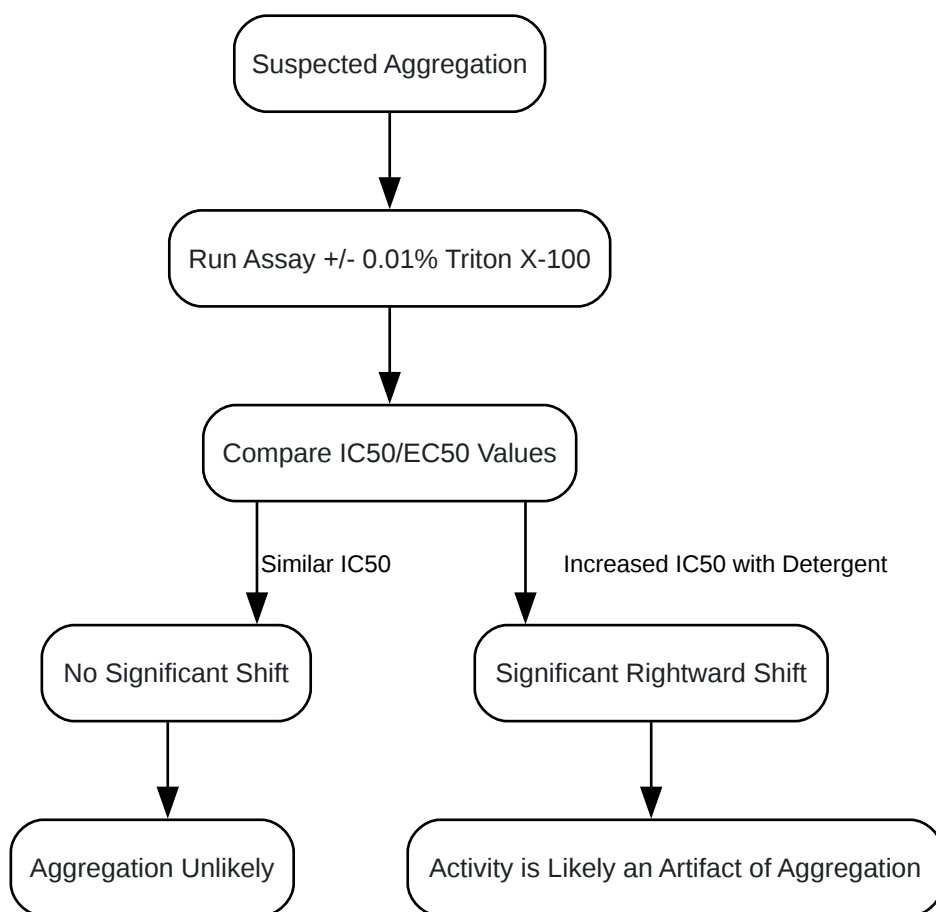 Suspected Aggregation
Run Assay +/- 0.01% Triton X-100
Compare IC50/EC50 Values
Similar IC50
Increased IC50 with Detergent
No Significant Shift
Significant Rightward Shift
Aggregation Unlikely
Activity is Likely an Artifact of Aggregation